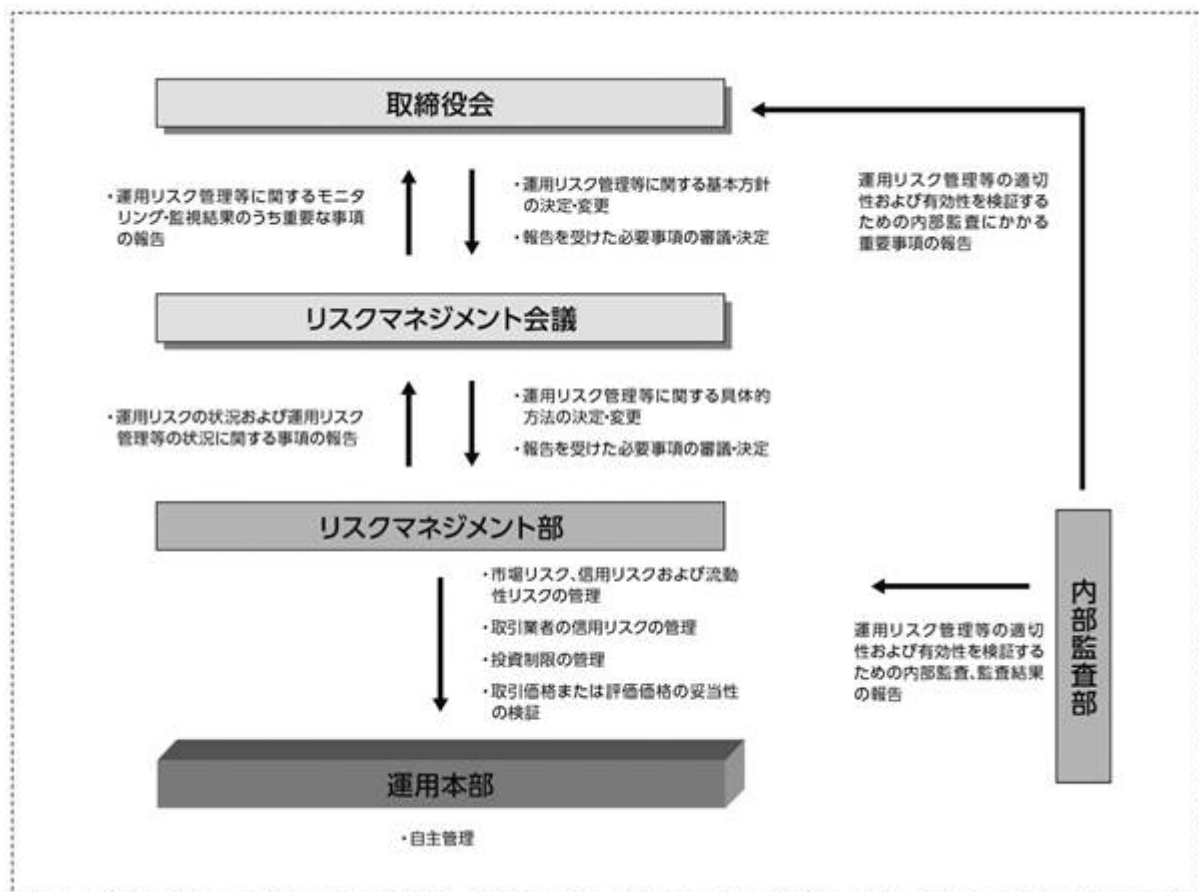 取締役会
・運用リスク管理等に関するモニタ
リング・監視結果のうち重要な事項
の報告
・運用リスク管理等に関する基本方針
の決定・変更
・報告を受けた必要事項の審議・決定
運用リスク管理等の適切
性および有効性を検証する
ための内部監査にかかる
重要事項の報告
リスクマネジメント会議
・運用リスクの状況および運用リスク
管理等の状況に関する事項の報告
・運用リスク管理等に関する具体的
方法の決定・変更
・報告を受けた必要事項の審議・決定
リスクマネジメント部
・市場リスク、信用リスクおよび流動
性リスクの管理
・取引業者の信用リスクの管理
・投資制限の管理
・取引価格または評価価格の妥当性
の検証
運用リスク管理等の適切
性および有効性を検証する
ための内部監査、監査結果
の報告
内部監査部
運用本部
・自主管理